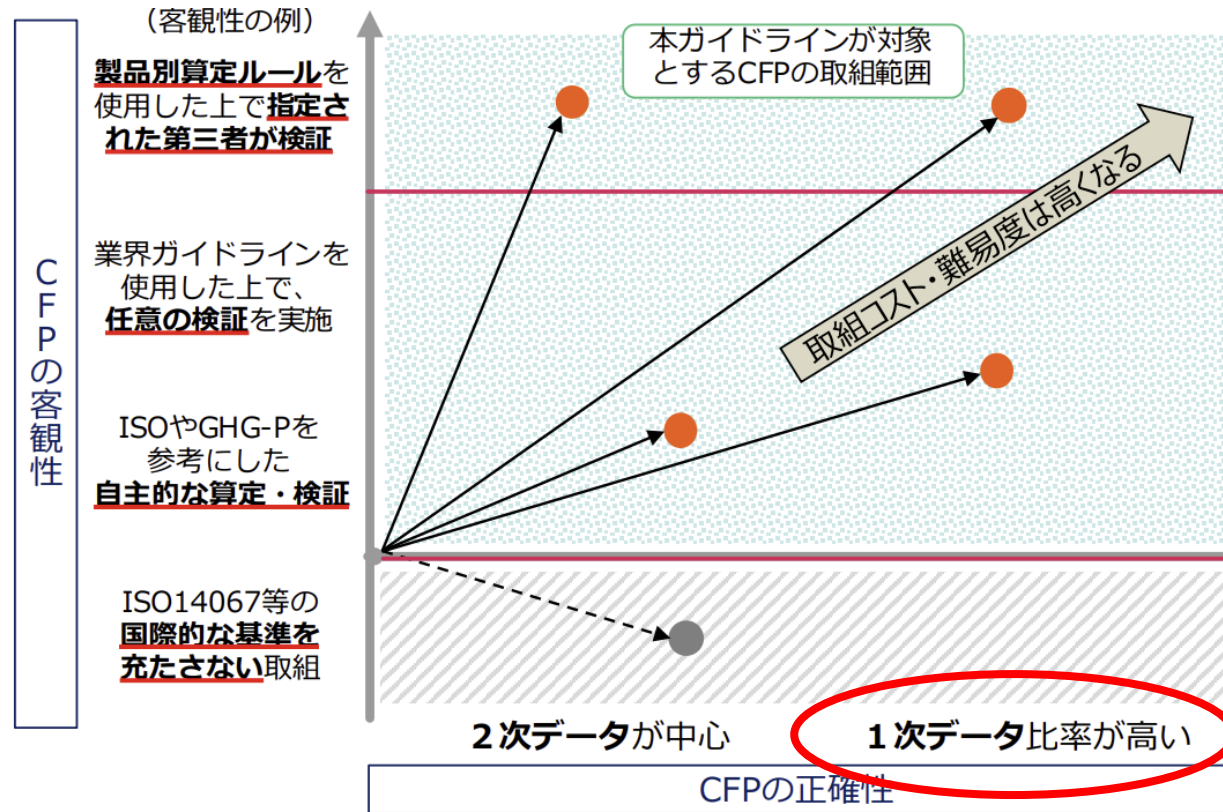 （客観性の例）
製品別算定ルールを
使用した上で指定さ
れた第三者が検証
業界ガイドラインを
使用した上で、
任意の検証を実施
ISOやGHG-Pを
参考にした
自主的な算定・検証
ISO14067等の
国際的な基準を
充たさない取組
CFPの客観性
本ガイドラインが対象
とするCFPの取組範囲
取組コスト・難易度は高くなる
２次データが中心
１次データ比率が高い
CFPの正確性